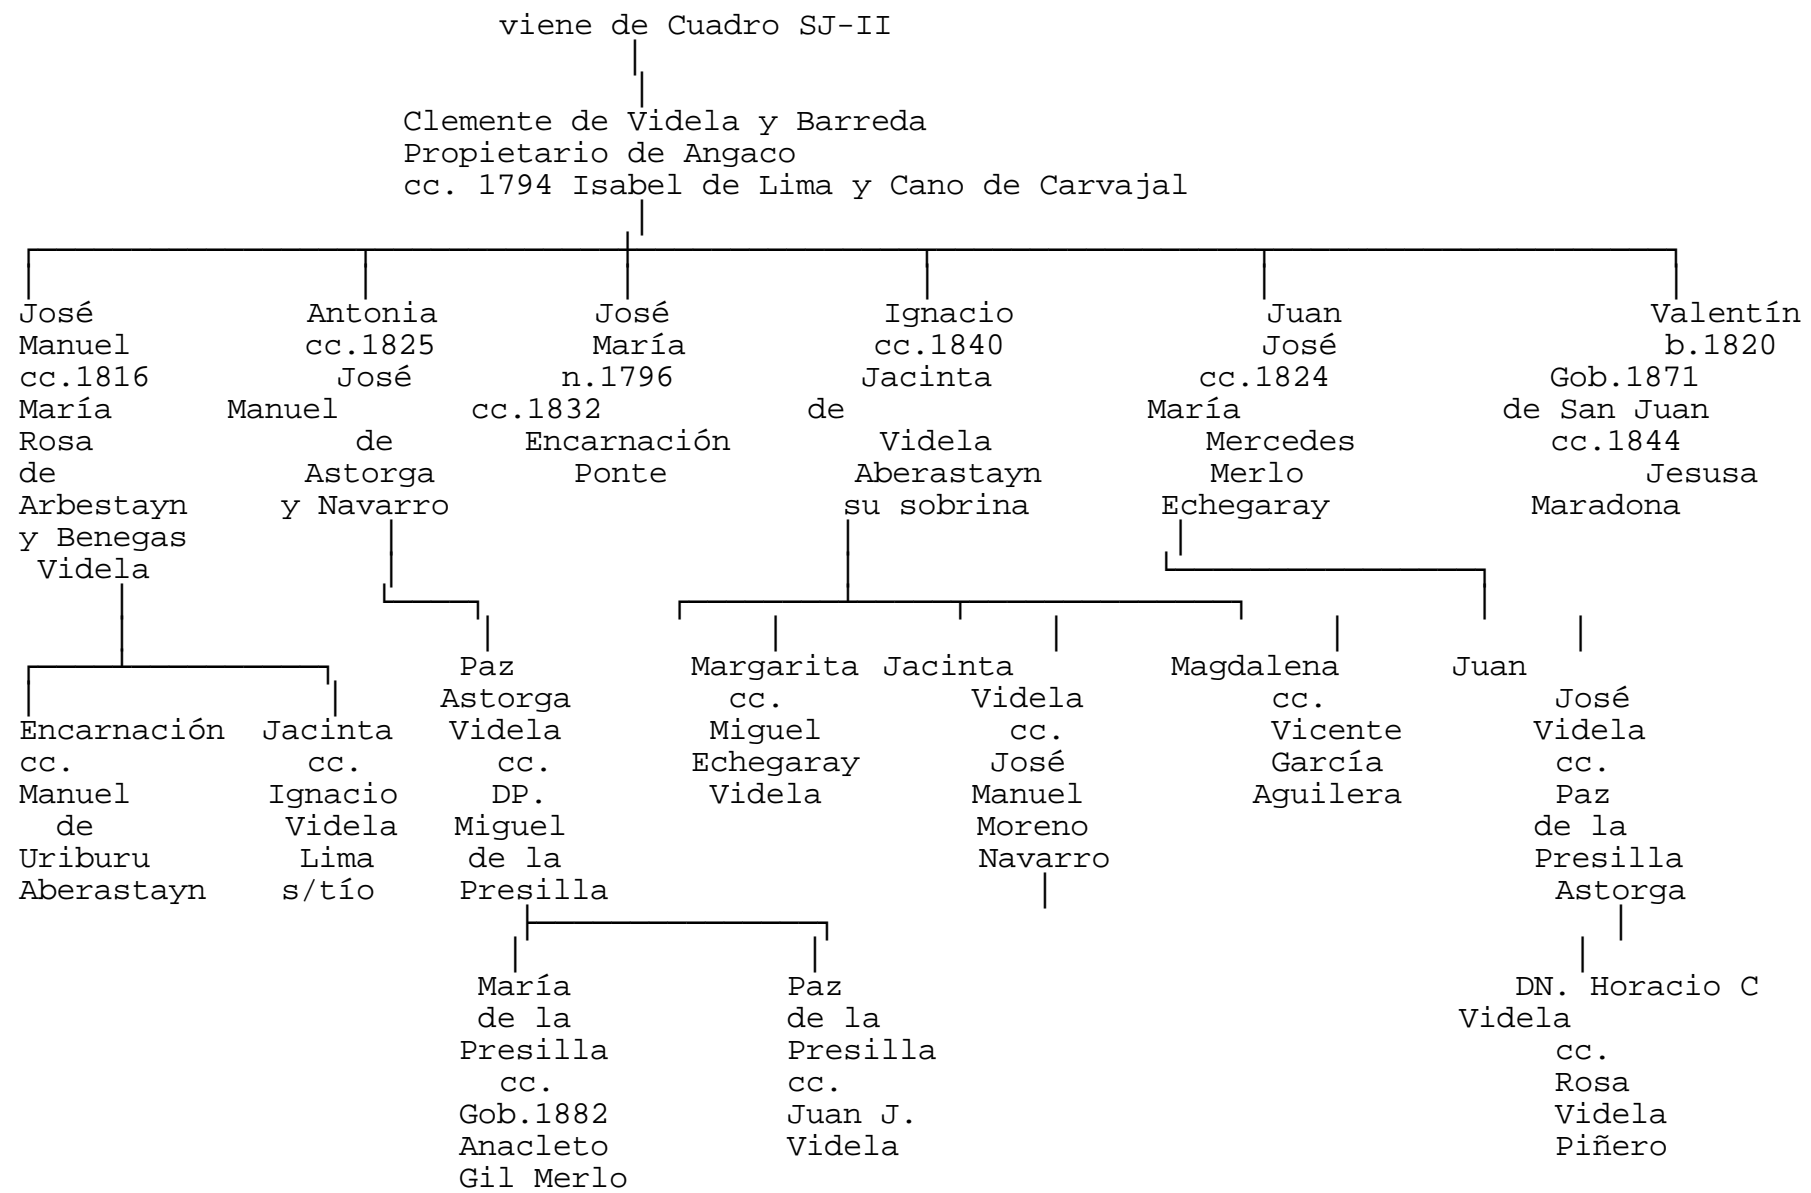 viene de Cuadro SJ-II
Clemente de Videla y Barreda
Propietario de Angaco
cc. 1794 Isabel de Lima y Cano de Carvajal
José Antonia José Ignacio Juan Valentín
Manuel cc.1825 María cc.1840 José b.1820
cc.1816 José n.1796 Jacinta cc.1824 Gob.1871
María Manuel cc.1832 de María de San Juan
Rosa de Encarnación Videla Mercedes cc.1844
de Astorga Ponte Aberastayn Merlo Jesusa
Arbestayn y Navarro su sobrina Echegaray Maradona
y Benegas
Videla
Paz Margarita Jacinta Magdalena Juan
Astorga cc. Videla cc. José
Encarnación Jacinta Videla Miguel cc. Vicente Videla
cc. cc. cc. Echegaray José García cc.
Manuel Ignacio DP. Videla Manuel Aguilera Paz
de Videla Miguel Moreno de la
Uriburu Lima de la Navarro Presilla
Aberastayn s/tío Presilla Astorga
María Paz DN. Horacio C
de la de la Videla
Presilla Presilla cc.
cc. cc. Rosa
Gob.1882 Juan J. Videla
Anacleto Videla Piñero
Gil Merlo